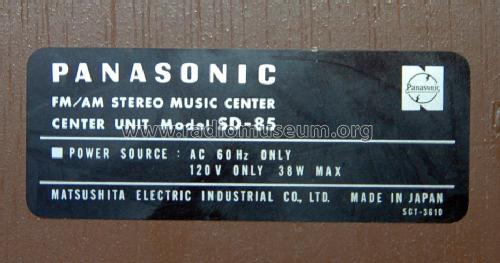 PANASONIC
Panasonic
FM/AM STEREO MUSIC CENTER
CENTER UNIT Model SD-85
www.radiomuseum.org
■ POWER SOURCE : AC 60Hz ONLY
120V ONLY 38W MAX
MATSUSHITA ELECTRIC INDUSTRIAL CO., LTD. MADE IN JAPAN
SGT-3610